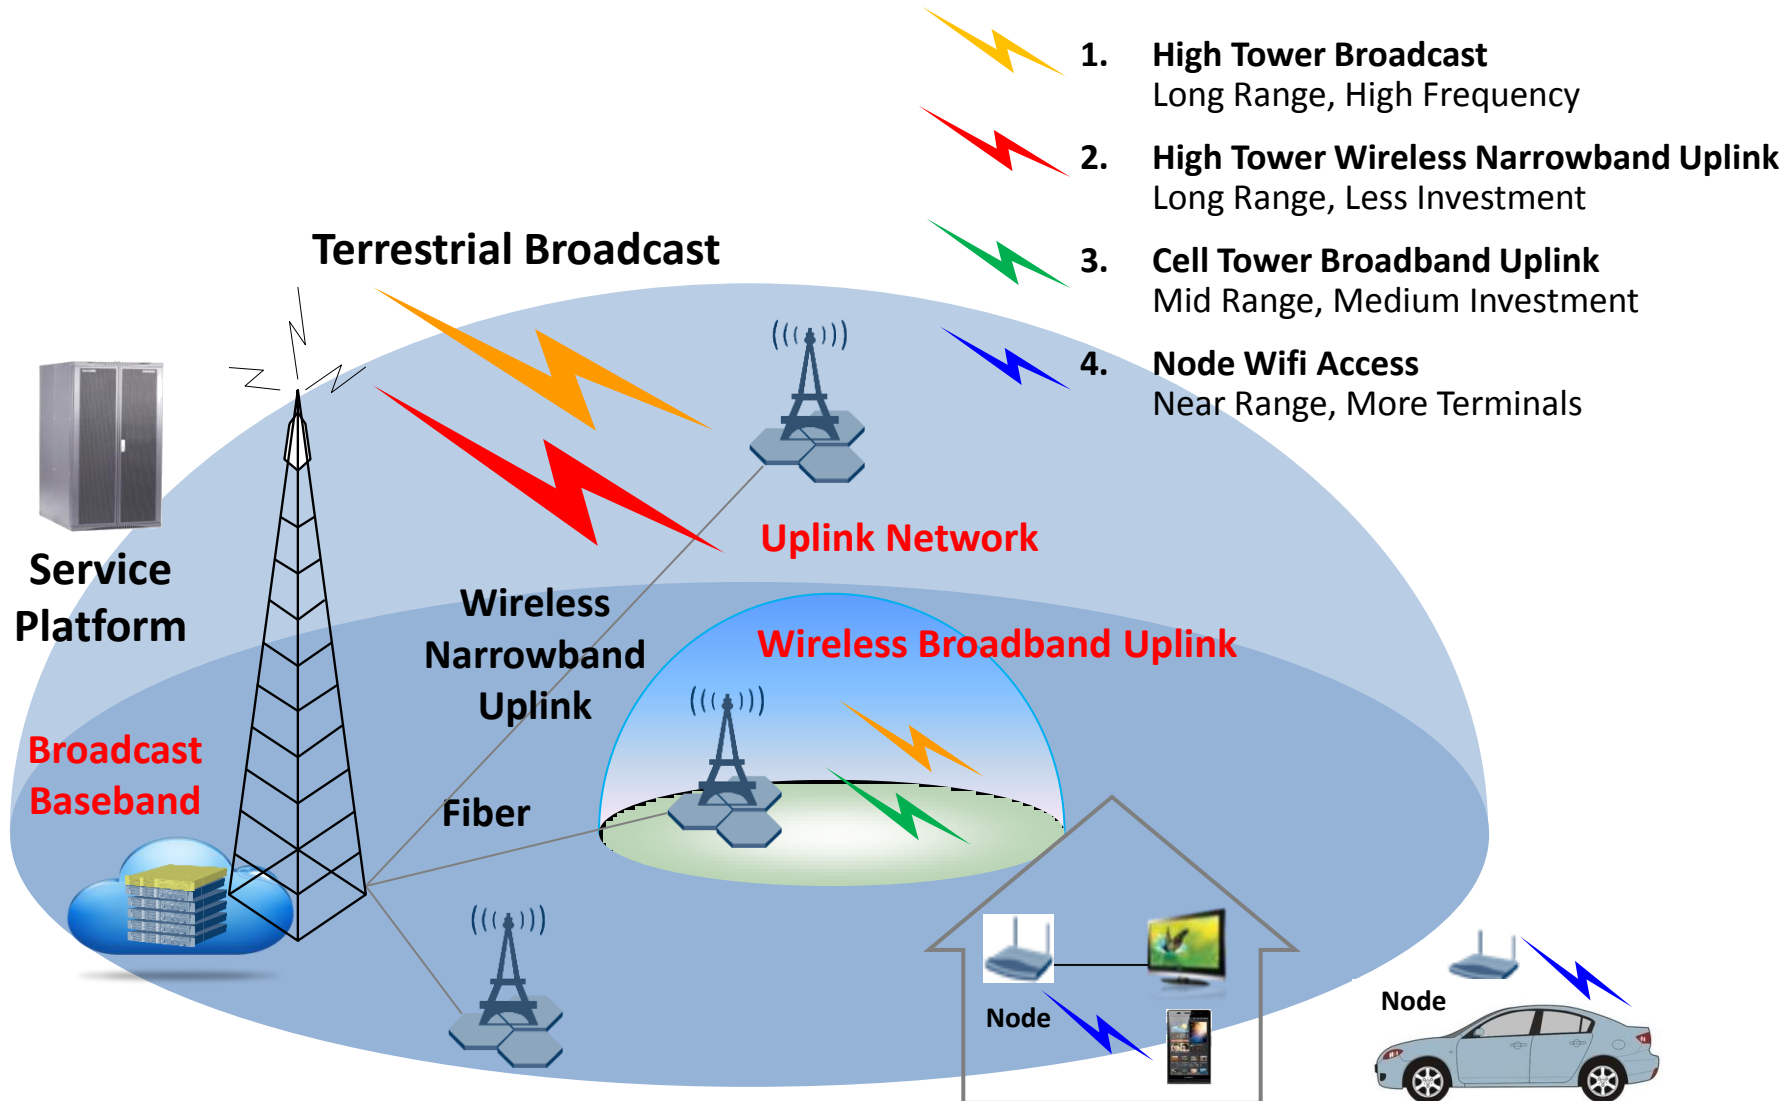 1. High Tower Broadcast
Long Range, High Frequency
2. High Tower Wireless Narrowband Uplink
Long Range, Less Investment
3. Cell Tower Broadband Uplink
Mid Range, Medium Investment
4. Node Wifi Access
Near Range, More Terminals
Terrestrial Broadcast
Service
Platform
Uplink Network
Wireless
Narrowband
Uplink
Wireless Broadband Uplink
Broadcast
Baseband
Fiber
Node
Node